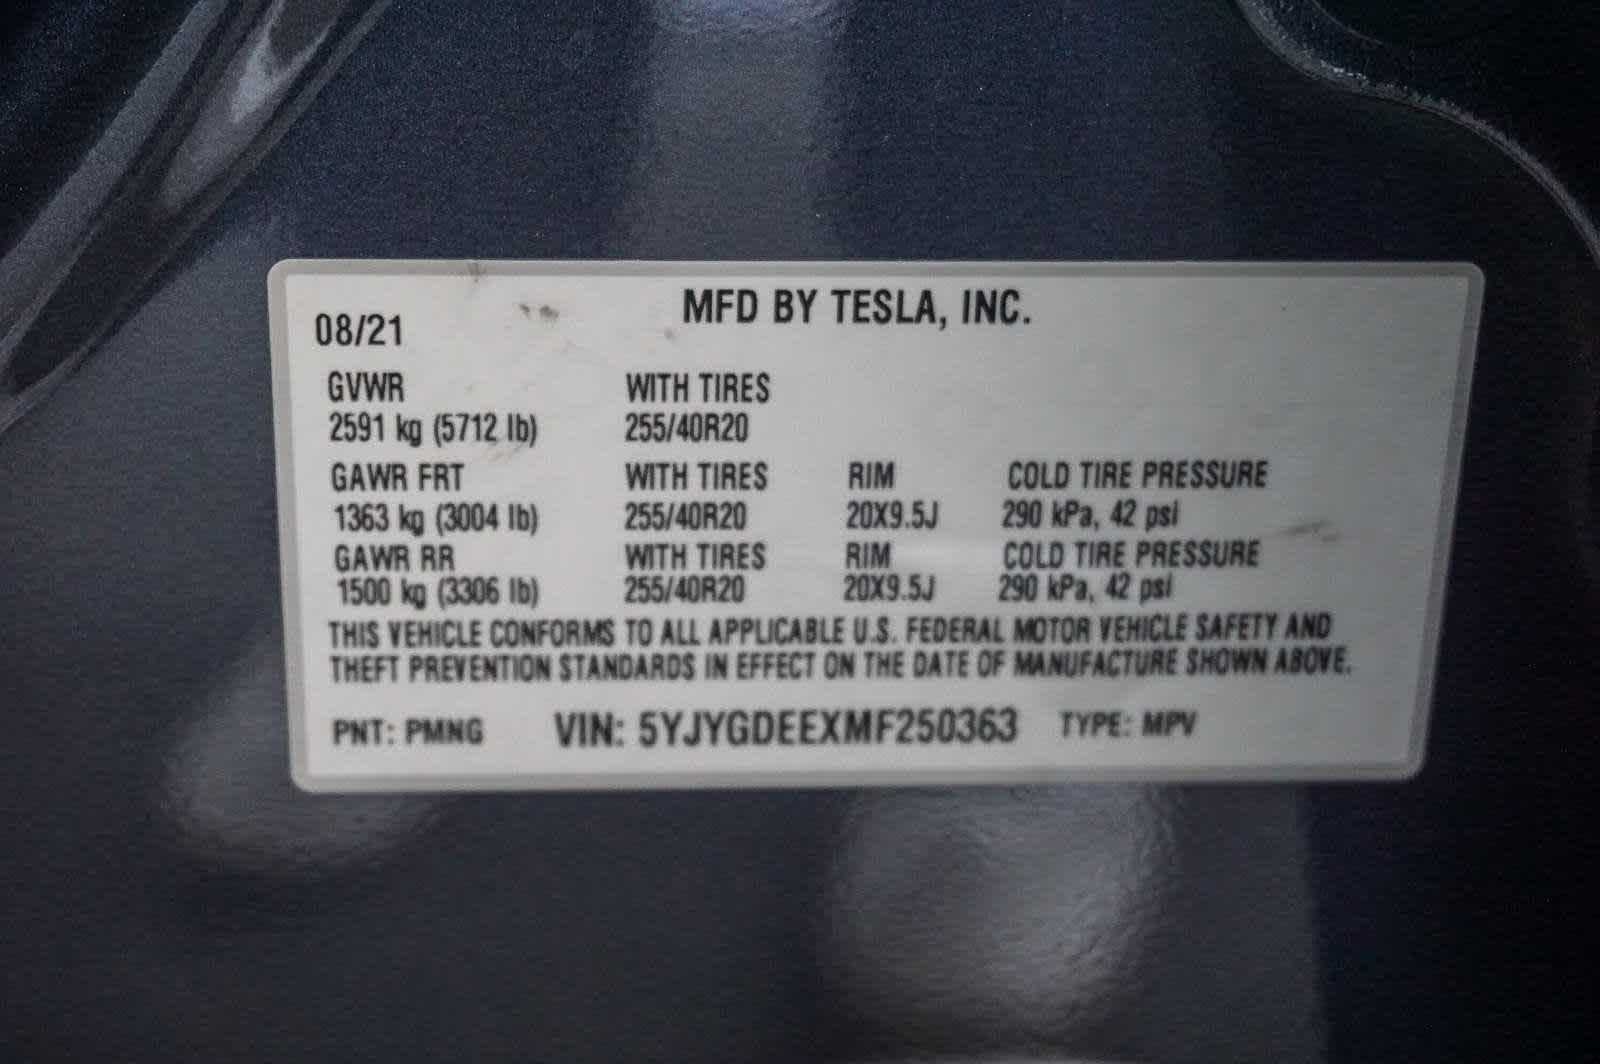 MFD BY TESLA, INC.
08/21
GVWR WITH TIRES
2591 kg (5712 lb) 255/40R20
GAWR FRT WITH TIRES RIM COLD TIRE PRESSURE
1363 kg (3004 lb) 255/40R20 20X9.5J 290 kPa, 42 psi
GAWR RR WITH TIRES RIM COLD TIRE PRESSURE
1500 kg (3306 lb) 255/40R20 20X9.5J 290 kPa, 42 psi
THIS VEHICLE CONFORMS TO ALL APPLICABLE U.S. FEDERAL MOTOR VEHICLE SAFETY AND
THEFT PREVENTION STANDARDS IN EFFECT ON THE DATE OF MANUFACTURE SHOWN ABOVE.
PNT: PMNG VIN: 5YJYGDEEXMF250363 TYPE: MPV